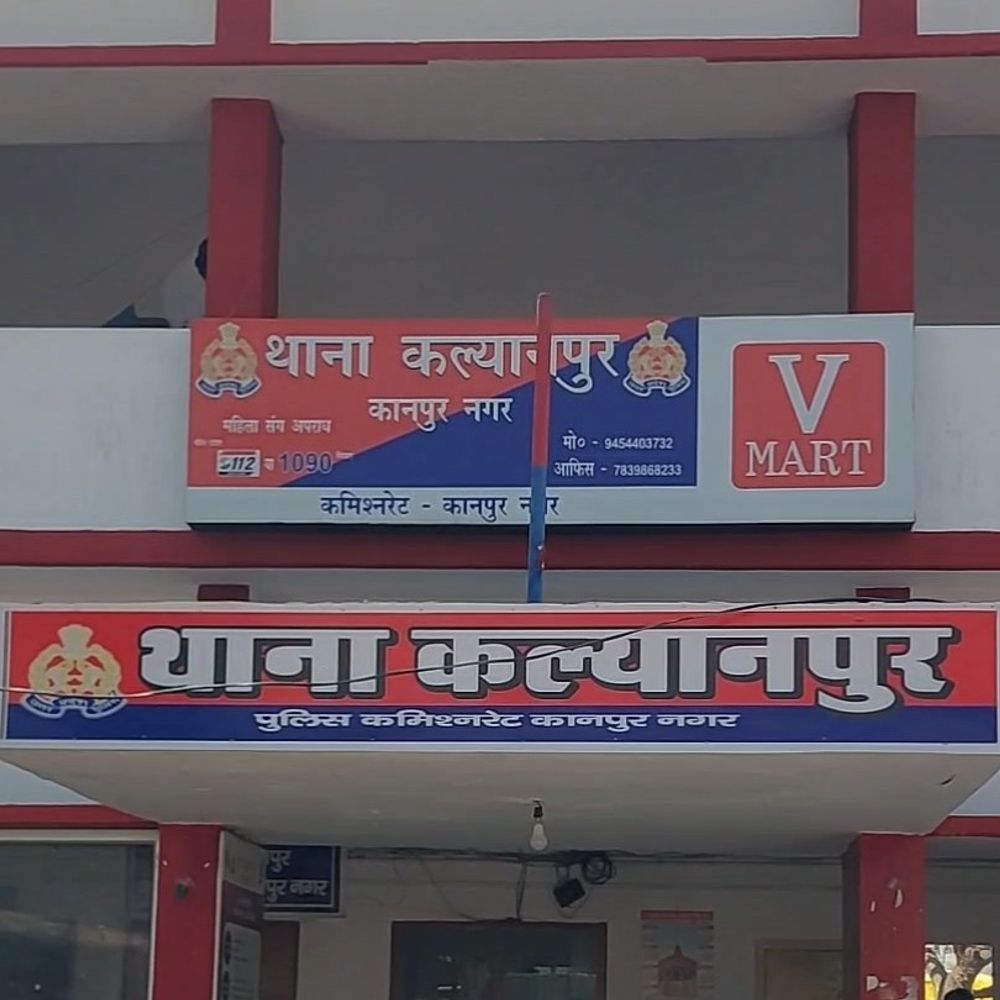 थाना कल्यानपुर
कानपुर नगर
महिला संग अपराध
112 या 1090
मो० - 9454403732
आफिस - 7839868233
कमिश्नरेट - कानपुर नगर
V
MART
थाना कल्यानपुर
पुलिस कमिश्नरेट कानपुर नगर
पुर
पुर नगर